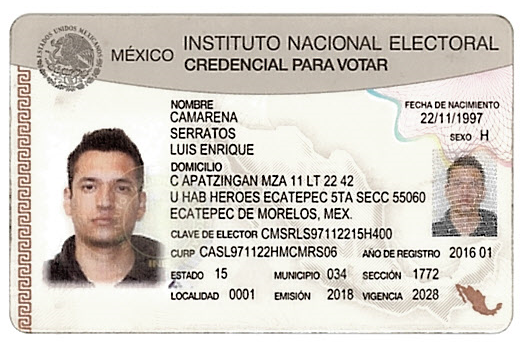 ESTADOS UNIDOS MEXICANOS
MÉXICO INSTITUTO NACIONAL ELECTORAL
CREDENCIAL PARA VOTAR
NOMBRE
CAMARENA
SERRATOS
LUIS ENRIQUE
FECHA DE NACIMIENTO
22/11/1997
SEXO H
DOMICILIO
C APATZINGAN MZA 11 LT 22 42
U HAB HEROES ECATEPEC 5TA SECC 55060
ECATEPEC DE MORELOS, MEX.
CLAVE DE ELECTOR CMSRLS97112215H400
CURP CASL971122HMCMRS06 AÑO DE REGISTRO 2016 01
ESTADO 15 MUNICIPIO 034 SECCIÓN 1772
LOCALIDAD 0001 EMISIÓN 2018 VIGENCIA 2028